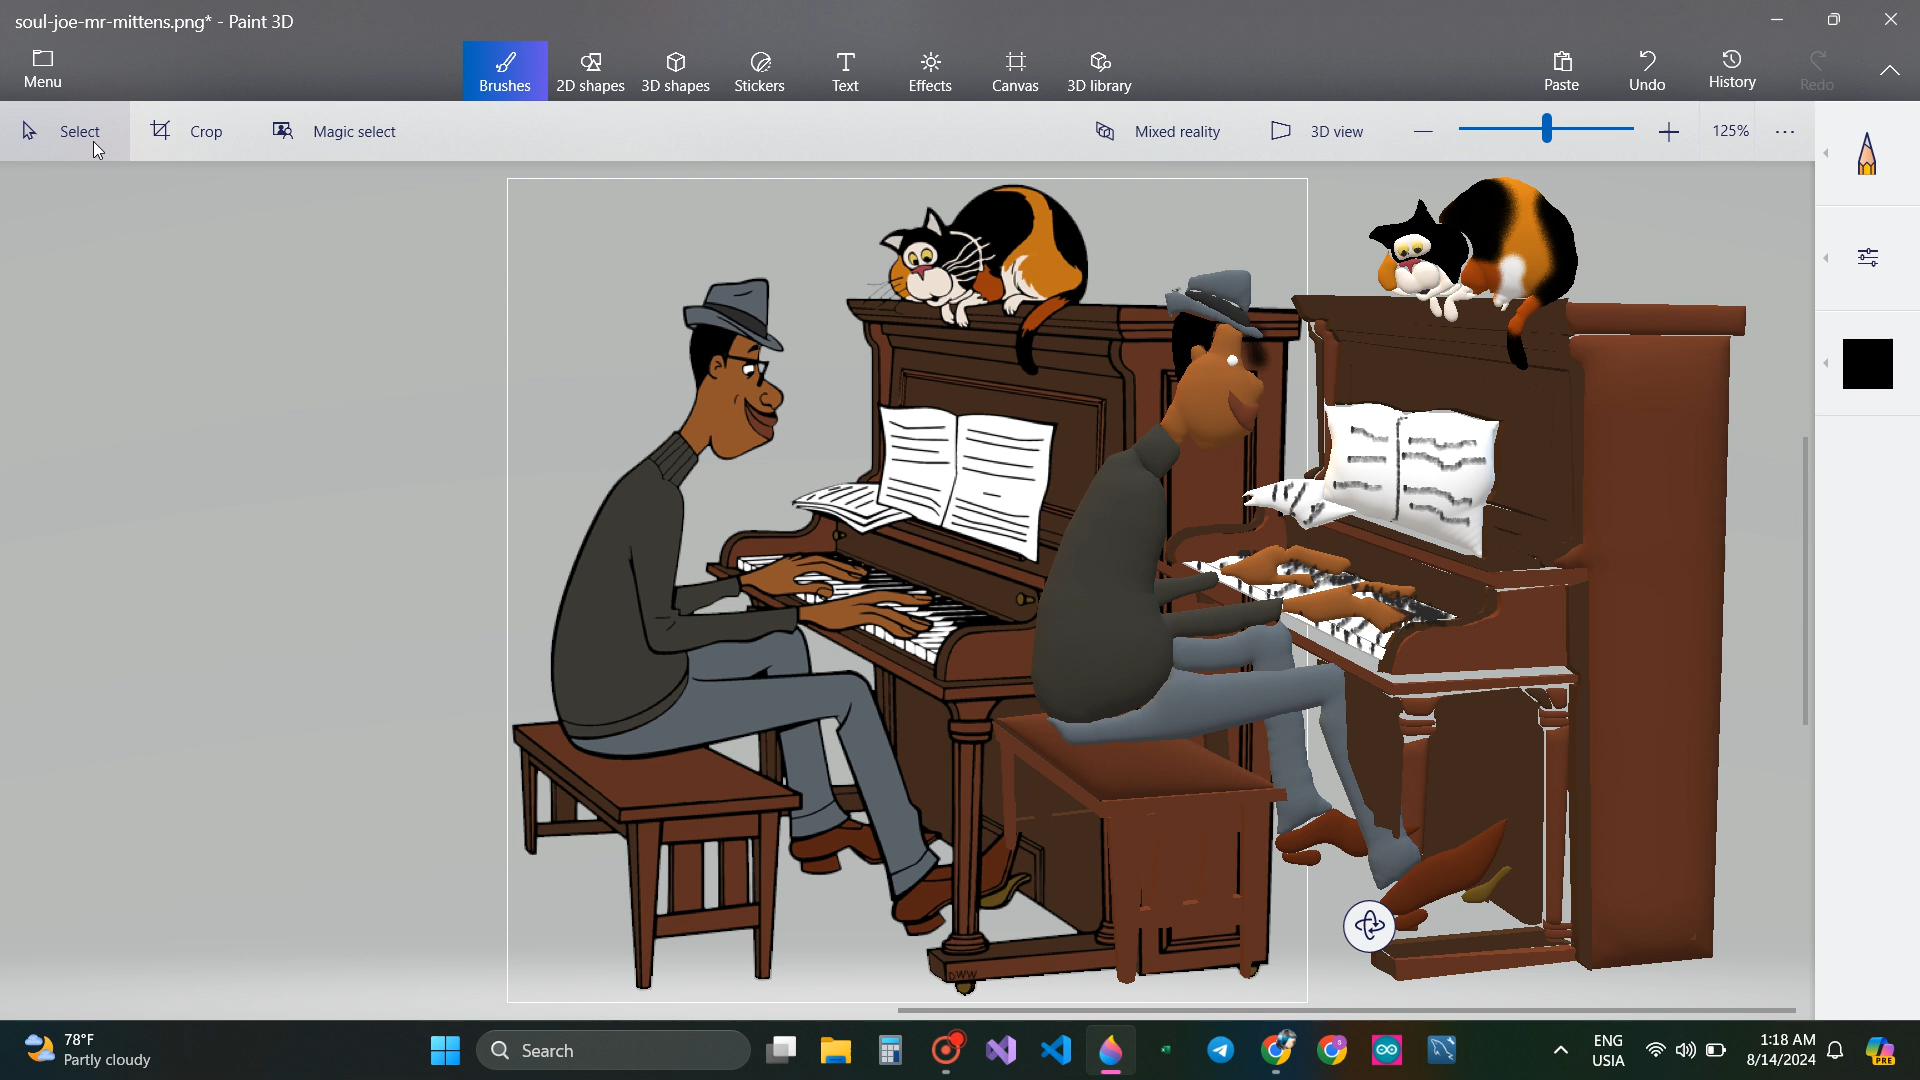 soul-joe-mr-mittens.png* - Paint 3D
Menu
Brushes
2D shapes
3D shapes
Stickers
Text
Effects
Canvas
3D library
Paste
Undo
History
Redo
Select
Crop
Magic select
Mixed reality
3D view
125%
DWW
78°F
Partly cloudy
Search
ENG
USIA
1:18 AM
8/14/2024
PRE